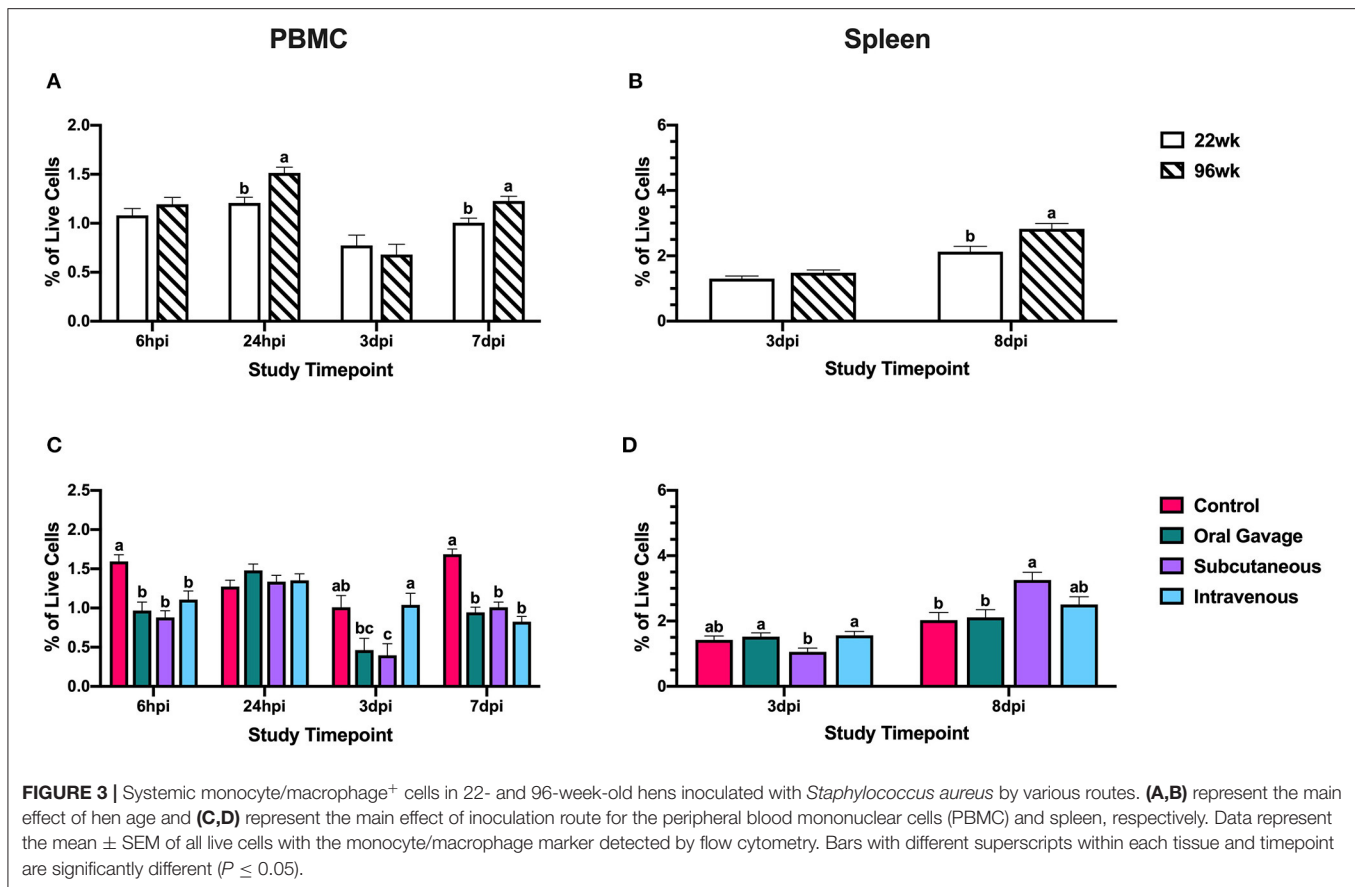 PBMC
Spleen
A
2.0
1.5
1.0
0.5
0.0
% of Live Cells
b
a
b
a
6hpi
24hpi
3dpi
7dpi
Study Timepoint
B
6
4
2
0
% of Live Cells
b
a
3dpi
8dpi
Study Timepoint
22wk
96wk
C
2.5
2.0
1.5
1.0
0.5
0.0
% of Live Cells
a
b
b
b
ab
bc
c
a
a
b
b
b
6hpi
24hpi
3dpi
7dpi
Study Timepoint
D
6
4
2
0
% of Live Cells
ab
a
b
a
b
b
a
ab
3dpi
8dpi
Study Timepoint
Control
Oral Gavage
Subcutaneous
Intravenous
FIGURE 3 | Systemic monocyte/macrophage⁺ cells in 22- and 96-week-old hens inoculated with Staphylococcus aureus by various routes. (A,B) represent the main
effect of hen age and (C,D) represent the main effect of inoculation route for the peripheral blood mononuclear cells (PBMC) and spleen, respectively. Data represent
the mean ± SEM of all live cells with the monocyte/macrophage marker detected by flow cytometry. Bars with different superscripts within each tissue and timepoint
are significantly different (P ≤ 0.05).